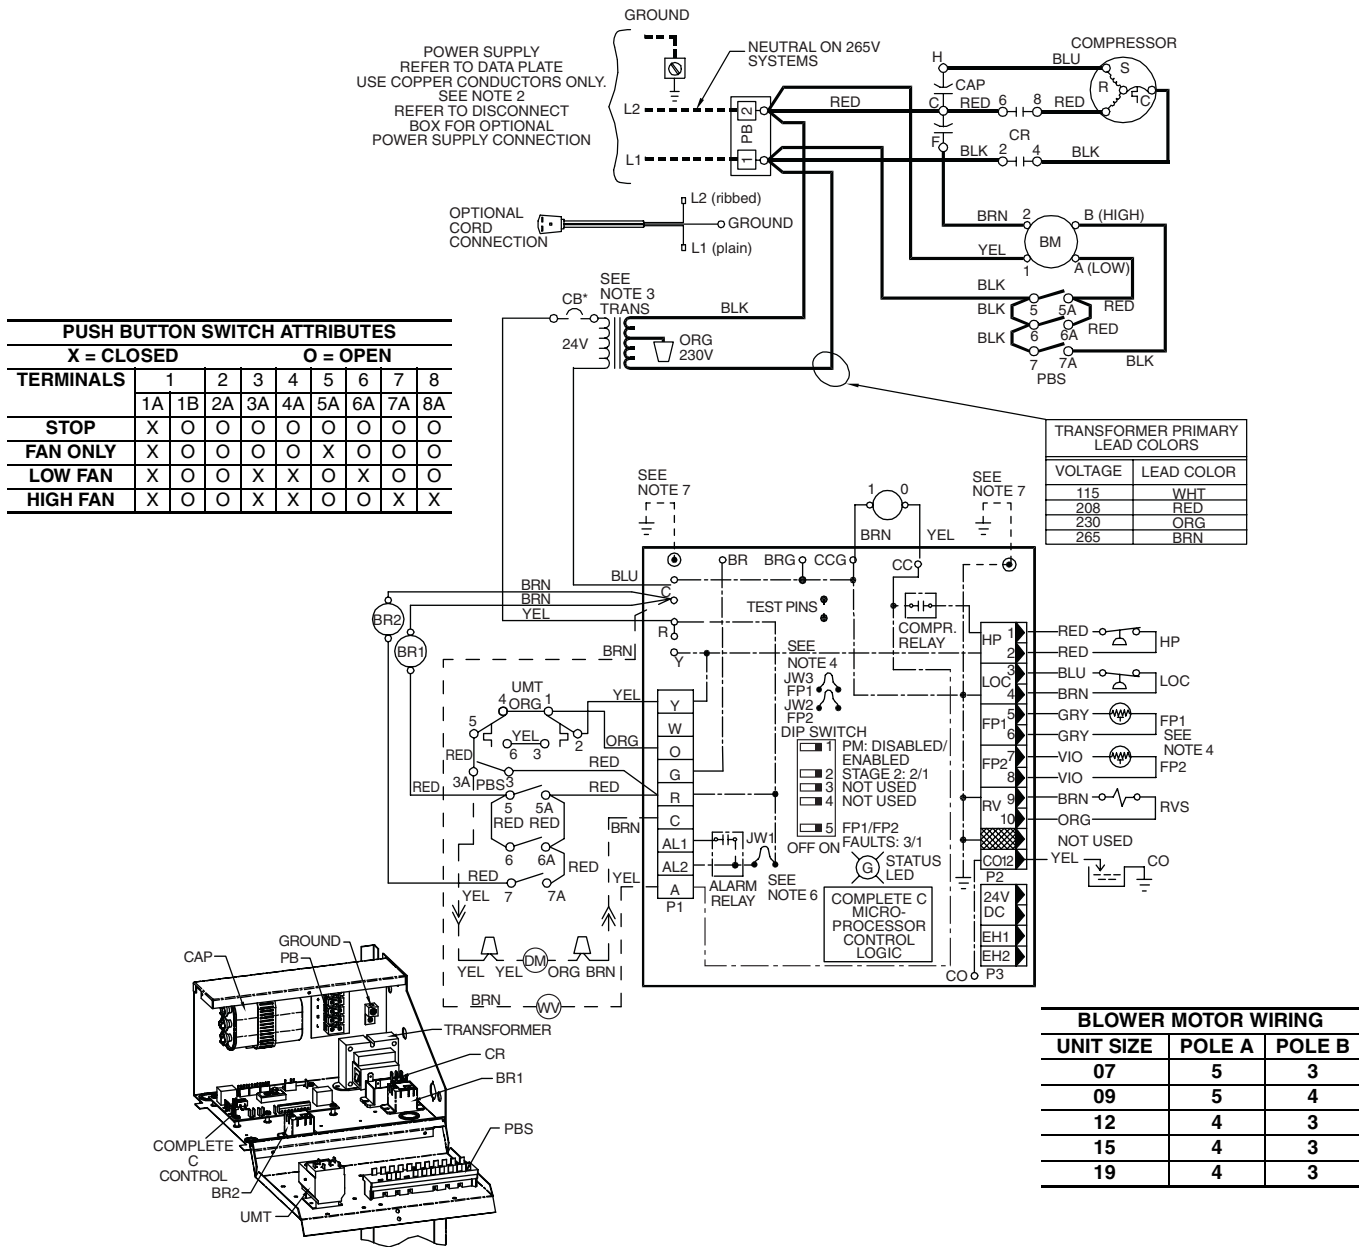 GROUND
POWER SUPPLY
REFER TO DATA PLATE
USE COPPER CONDUCTORS ONLY.
SEE NOTE 2
REFER TO DISCONNECT
BOX FOR OPTIONAL
POWER SUPPLY CONNECTION
L2
L1
NEUTRAL ON 265V
SYSTEMS
PB
2
1
RED
H
CAP
C
F
BLU
COMPRESSOR
S
R
C
RED 6 8 RED
CR
BLK 2 4 BLK
OPTIONAL
CORD
CONNECTION
L2 (ribbed)
GROUND
L1 (plain)
BRN 2
B (HIGH)
BM
YEL
1
A (LOW)
BLK
BLK 5 5A RED
6 6A RED
BLK
7 7A BLK
PBS
CB*
SEE
NOTE 3
TRANS
BLK
24V
ORG
230V
PUSH BUTTON SWITCH ATTRIBUTES
X = CLOSED O = OPEN
TERMINALS 1 2 3 4 5 6 7 8
1A 1B 2A 3A 4A 5A 6A 7A 8A
STOP X O O O O O O O O
FAN ONLY X O O O O X O O O
LOW FAN X O O X X O X O O
HIGH FAN X O O X X O O X X
TRANSFORMER PRIMARY
LEAD COLORS
VOLTAGE LEAD COLOR
115 WHT
208 RED
230 ORG
265 BRN
SEE
NOTE 7
1 0
BRN YEL
SEE
NOTE 7
BR BRG CCG CC
BLU
BRN
BRN
YEL
C
R
Y
BR2
BR1
BRN
TEST PINS
COMPR.
RELAY
SEE
NOTE 4
JW3
FP1
JW2
FP2
DIP SWITCH
1 PM: DISABLED/
ENABLED
2 STAGE 2: 2/1
3 NOT USED
4 NOT USED
5 FP1/FP2
FAULTS: 3/1
OFF ON
STATUS
LED
G
COMPLETE C
MICRO-
PROCESSOR
CONTROL
LOGIC
UMT
4 ORG 1
5
YEL
6 3
2
YEL
ORG
RED
3A PBS 3
RED
RED
5 5A
RED RED
RED
6 6A
RED
RED
7 7A
YEL
BRN
YEL
Y
W
O
G
R
C
AL1
AL2
A
P1
ALARM
RELAY
JW1
SEE
NOTE 6
YEL YEL DM ORG BRN
BRN WV
HP 1
2
LOC 3
4
FP1 5
6
FP2 7
8
RV 9
10
CO 12
P2
24V
DC
EH1
EH2
P3
CO
RED
RED
HP
BLU
BRN
LOC
GRY
GRY
FP1
SEE
NOTE 4
VIO
VIO
FP2
BRN
ORG
RVS
NOT USED
YEL
CO
CAP
GROUND
PB
TRANSFORMER
CR
BR1
PBS
COMPLETE
C
CONTROL
BR2
UMT
BLOWER MOTOR WIRING
UNIT SIZE POLE A POLE B
07 5 3
09 5 4
12 4 3
15 4 3
19 4 3